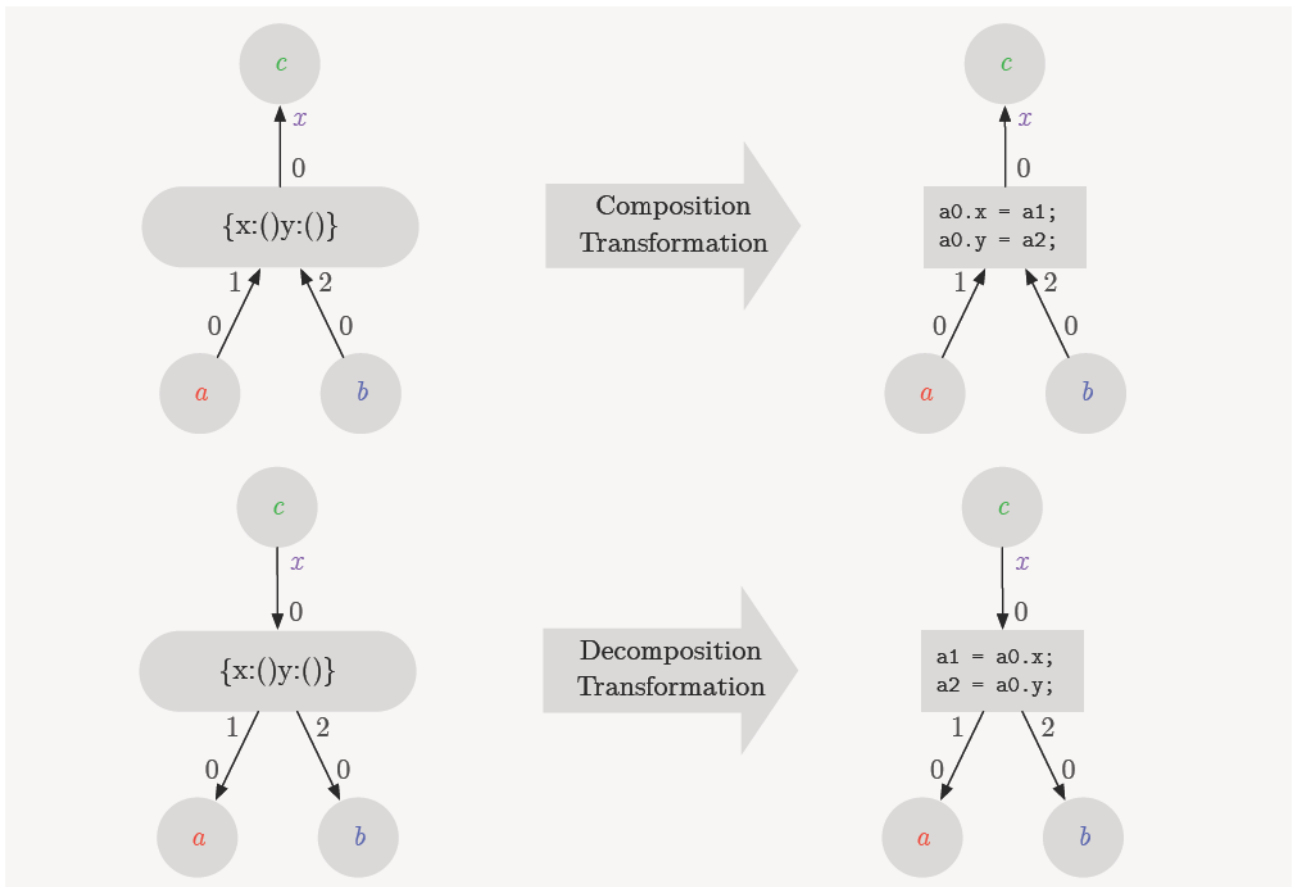 c
x
0
{x:()y:()}
1 2
0 0
a b
Composition
Transformation
c
x
0
a0.x = a1;
a0.y = a2;
1 2
0 0
a b
c
x
0
{x:()y:()}
1 2
0 0
a b
Decomposition
Transformation
c
x
0
a1 = a0.x;
a2 = a0.y;
1 2
0 0
a b